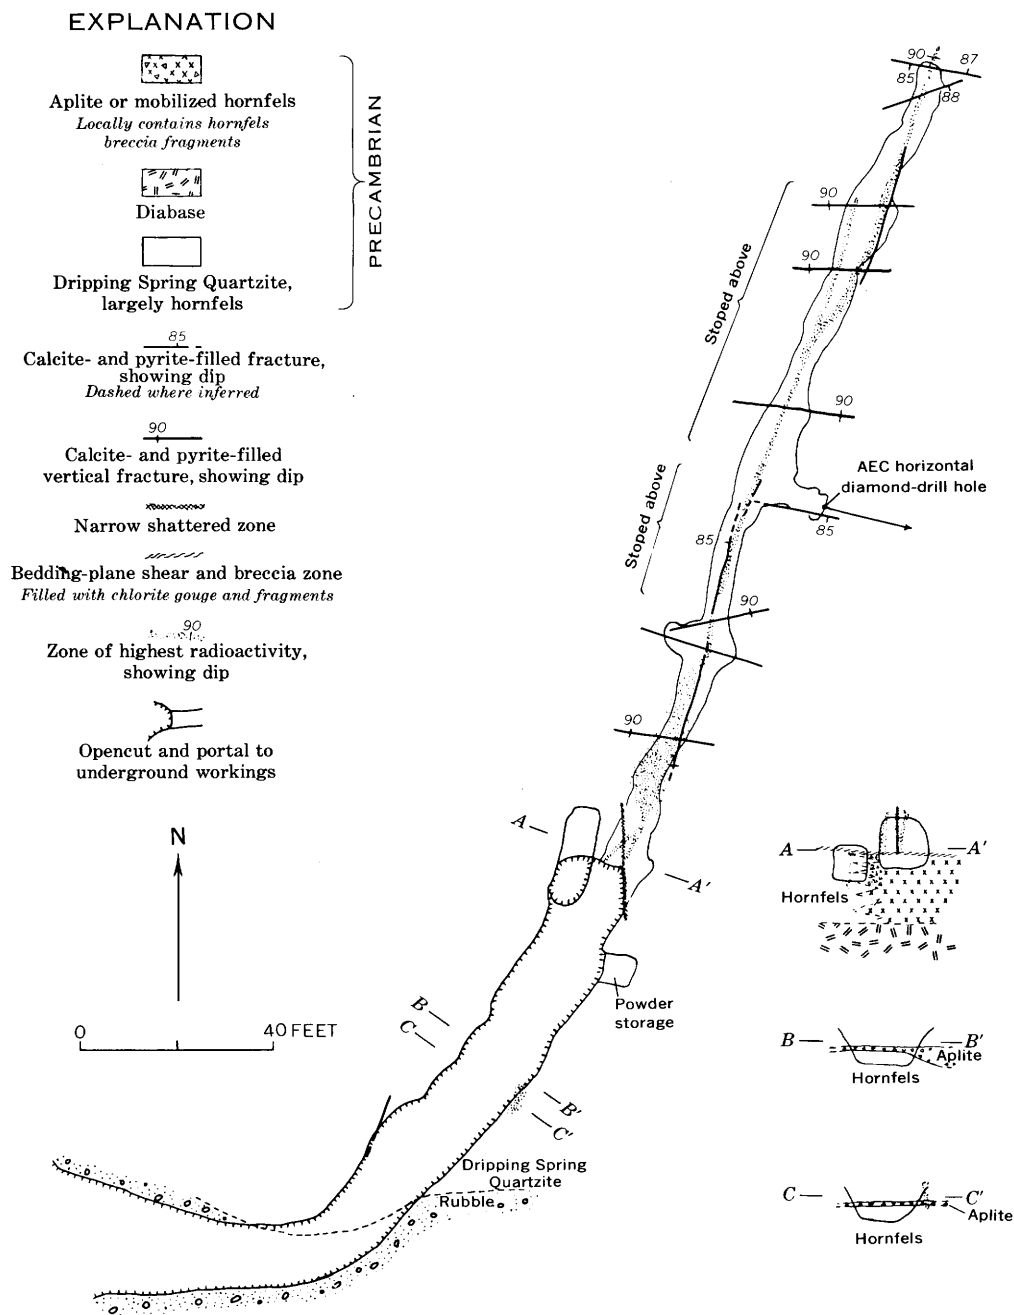 EXPLANATION
Aplite or mobilized hornfels
Locally contains hornfels
breccia fragments
Diabase
Dripping Spring Quartzite,
largely hornfels
PRECAMBRIAN
85
Calcite- and pyrite-filled fracture,
showing dip
Dashed where inferred
90
Calcite- and pyrite-filled
vertical fracture, showing dip
Narrow shattered zone
Bedding-plane shear and breccia zone
Filled with chlorite gouge and fragments
90
Zone of highest radioactivity,
showing dip
Opencut and portal to
underground workings
N
0
40 FEET
90
87
85
88
90
90
Stoped above
90
AEC horizontal
diamond-drill hole
Stoped above
85
85
90
90
A
A'
B
C
Powder
storage
B'
C'
Dripping Spring
Quartzite
Rubble
A
A'
Hornfels
B
B'
Aplite
Hornfels
C
C'
Aplite
Hornfels